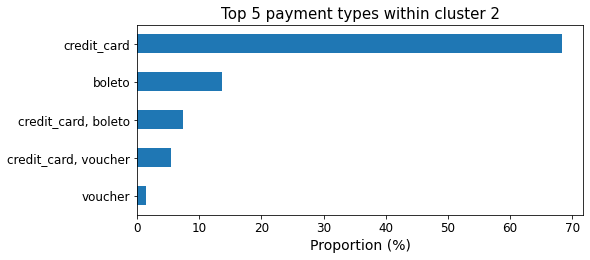 Top 5 payment types within cluster 2
credit_card
boleto
credit_card, boleto
credit_card, voucher
voucher
0 10 20 30 40 50 60 70
Proportion (%)